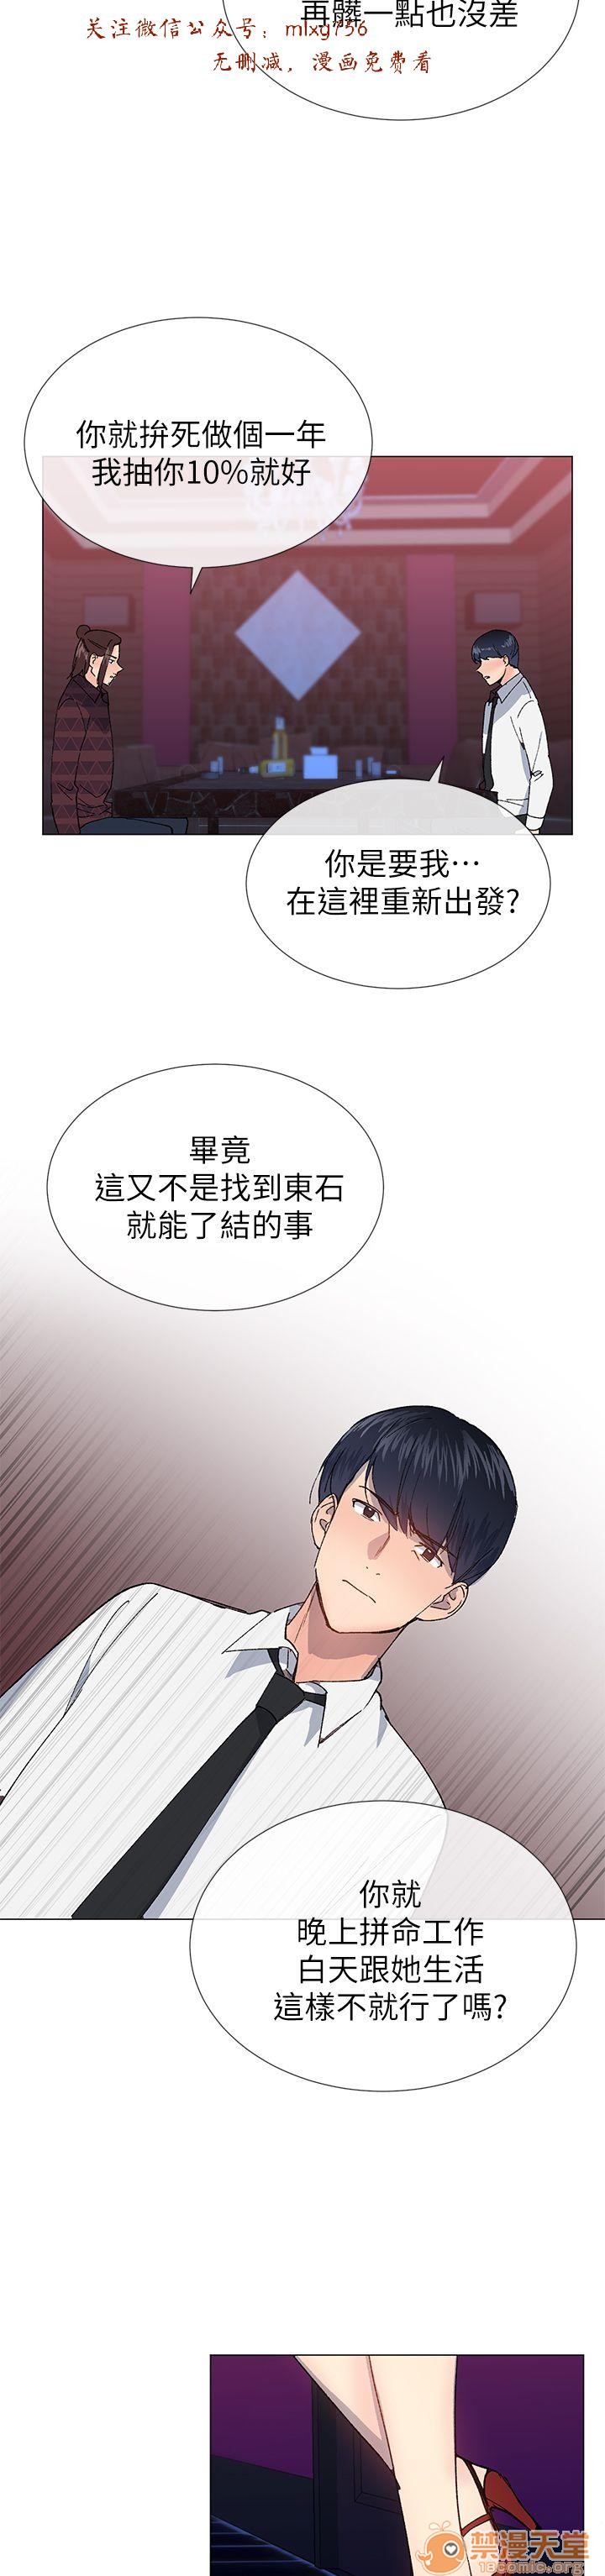 再髒一點也沒差
关注微信公众号：mlxg756
无删减，漫画免费看
你就拚死做個一年
我抽你10%就好
你是要我…
在這裡重新出發?
畢竟
這又不是找到東石
就能了結的事
你就
晚上拼命工作
白天跟她生活
這樣不就行了嗎?
禁漫天堂
18comic.org